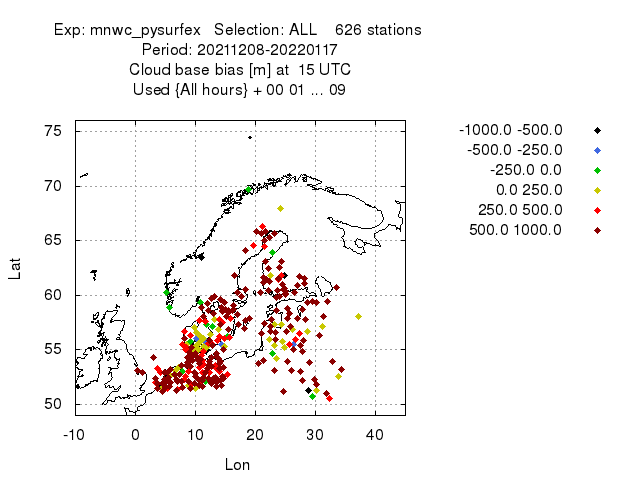 Exp: mnwc_pysurfex   Selection: ALL    626 stations
Period: 20211208-20220117
Cloud base bias [m] at  15 UTC
Used {All hours} + 00 01 ... 09
-1000.0 -500.0
-500.0 -250.0
-250.0 0.0
0.0 250.0
250.0 500.0
500.0 1000.0
75
70
65
60
55
50
Lat
-10 0 10 20 30 40
Lon